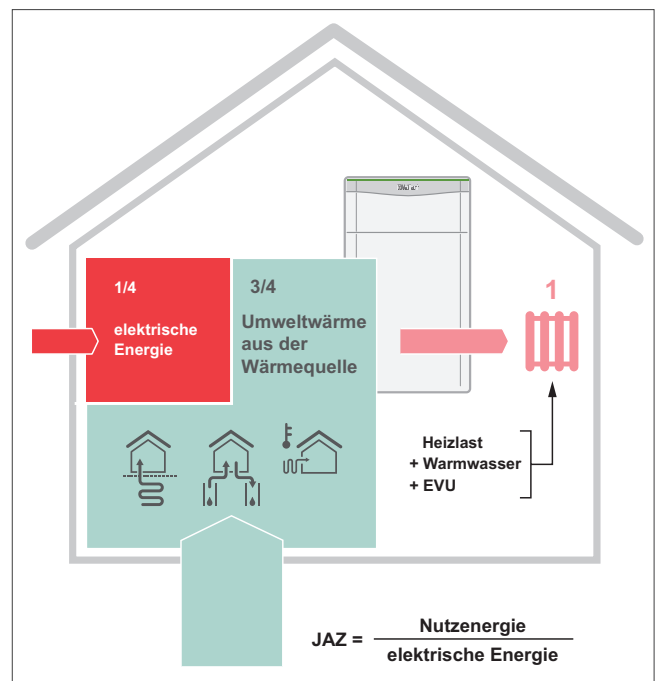 1/4
elektrische
Energie
3/4
Umweltwärme
aus der
Wärmequelle
1
Heizlast
+ Warmwasser
+ EVU
JAZ = Nutzenergie
elektrische Energie